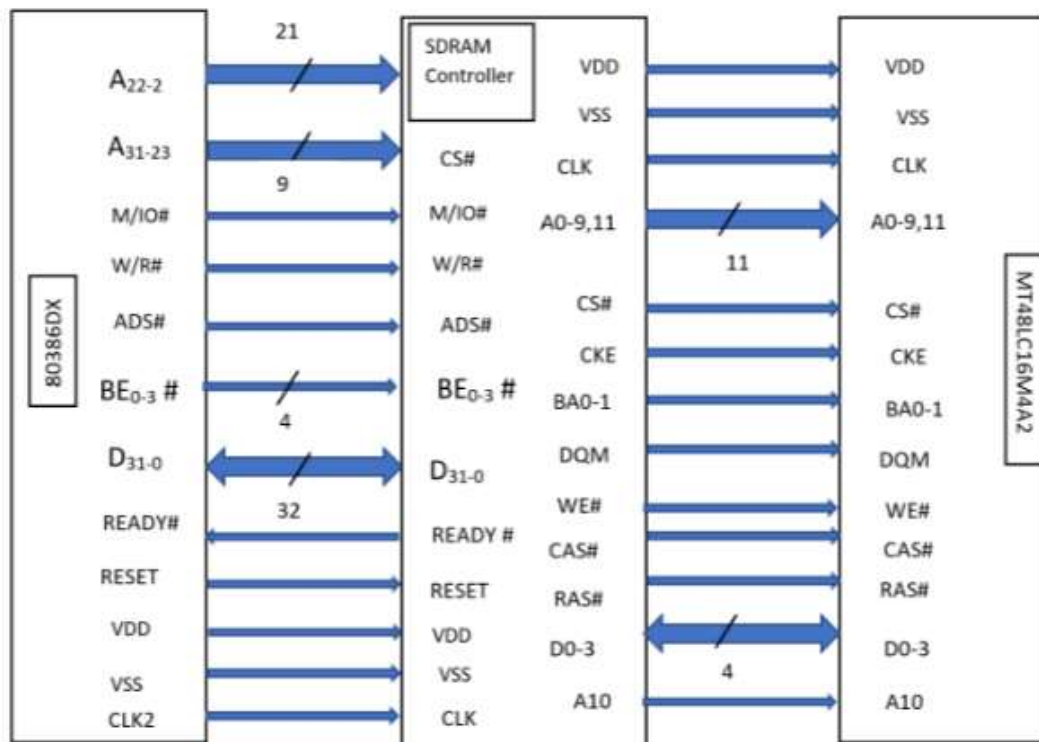 80386DX
21
A22-2
A31-23
9
M/IO#
W/R#
ADS#
BE0-3 #
4
D31-0
32
READY#
RESET
VDD
VSS
CLK2
SDRAM
Controller
CS#
M/IO#
W/R#
ADS#
BE0-3 #
D31-0
READY #
RESET
VDD
VSS
CLK
VDD
VSS
CLK
A0-9,11
11
CS#
CKE
BA0-1
DQM
WE#
CAS#
RAS#
D0-3
4
A10
VDD
VSS
CLK
A0-9,11
CS#
CKE
BA0-1
DQM
WE#
CAS#
RAS#
D0-3
A10
MT48LC16M4A2